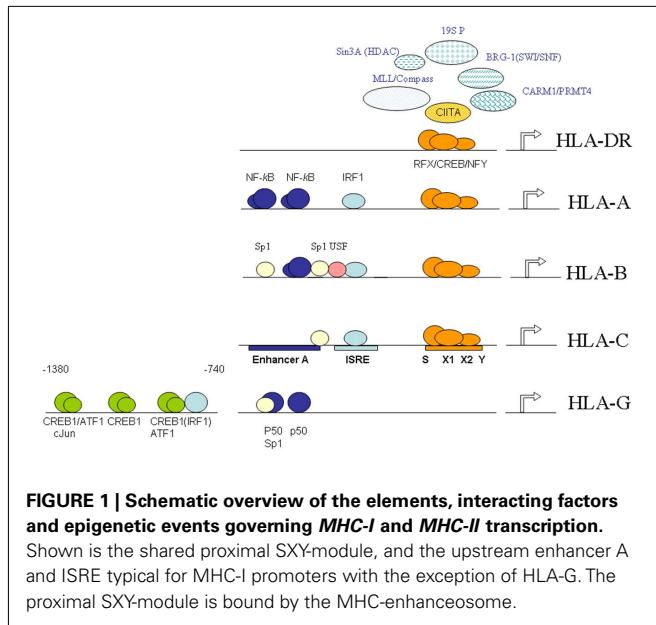 19S P
Sin3A (HDAC)
BRG-1(SWI/SNF)
MLL/Compass
CARM1/PRMT4
CIITA
HLA-DR
RFX/CREB/NFY
NF-kB NF-kB IRF1
HLA-A
Sp1 Sp1 USF
HLA-B
HLA-C
Enhancer A ISRE S X1 X2 Y
-1380 -740
HLA-G
CREB1/ATF1 CREB1 CREB1(IRF1)
cJun ATF1
P50 p50
Sp1
FIGURE 1 | Schematic overview of the elements, interacting factors
and epigenetic events governing MHC-I and MHC-II transcription.
Shown is the shared proximal SXY-module, and the upstream enhancer A
and ISRE typical for MHC-I promoters with the exception of HLA-G. The
proximal SXY-module is bound by the MHC-enhanceosome.